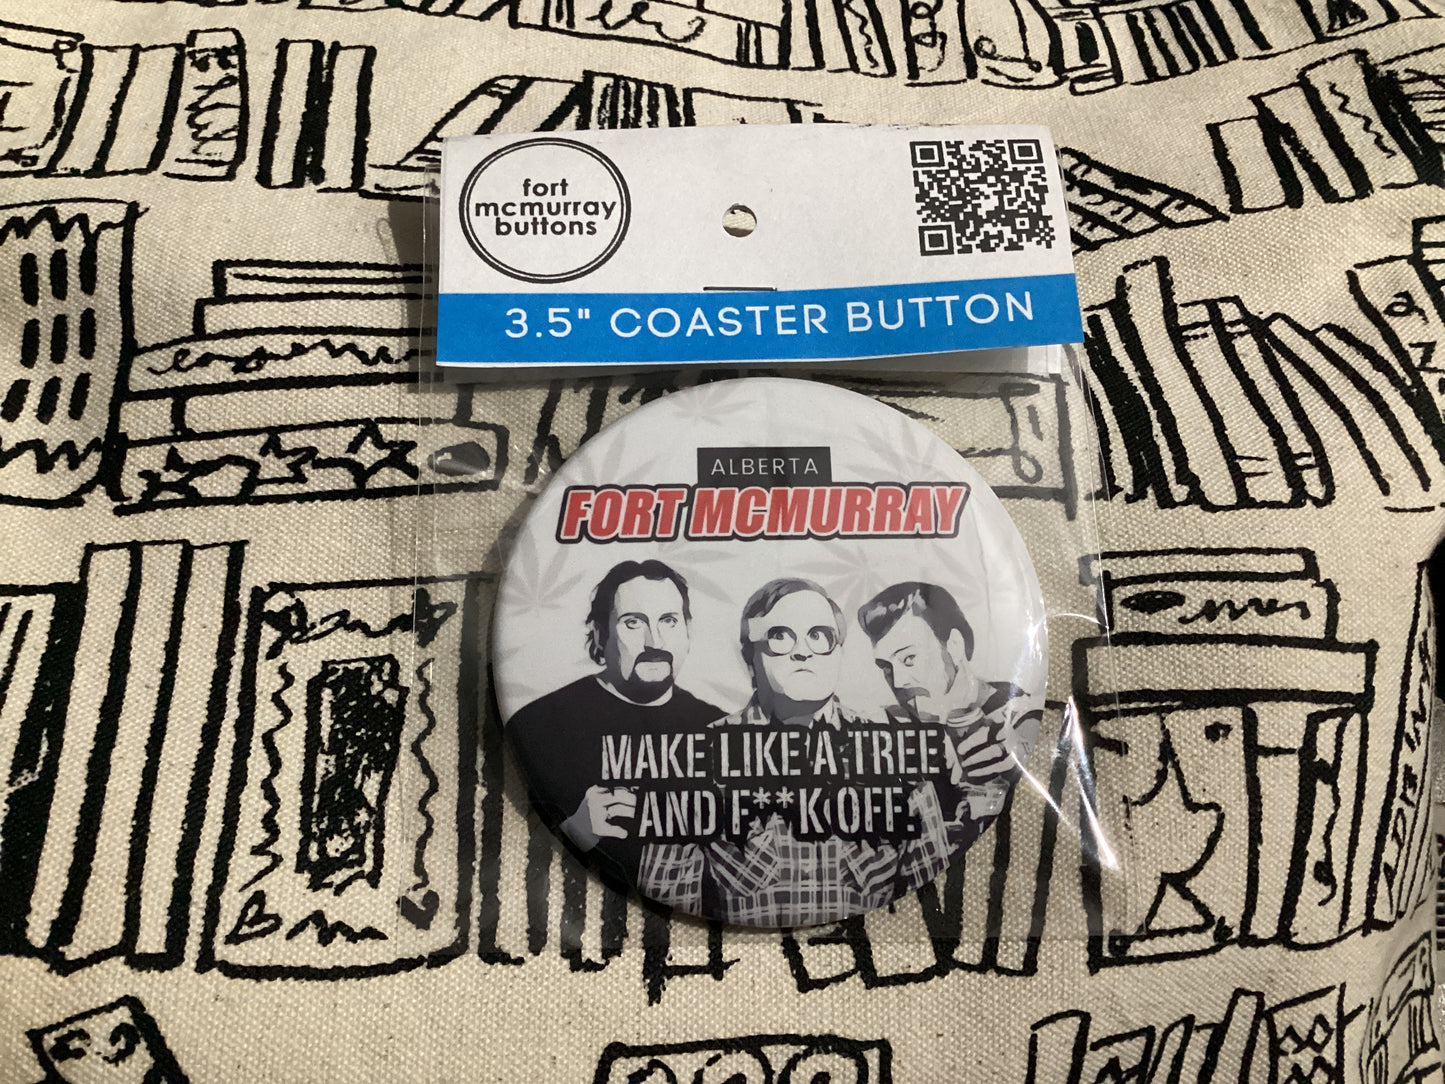 fort
mcmurray
buttons
3.5" COASTER BUTTON
ALBERTA
FORT MCMURRAY
MAKE LIKE A TREE
AND F**K OFF.